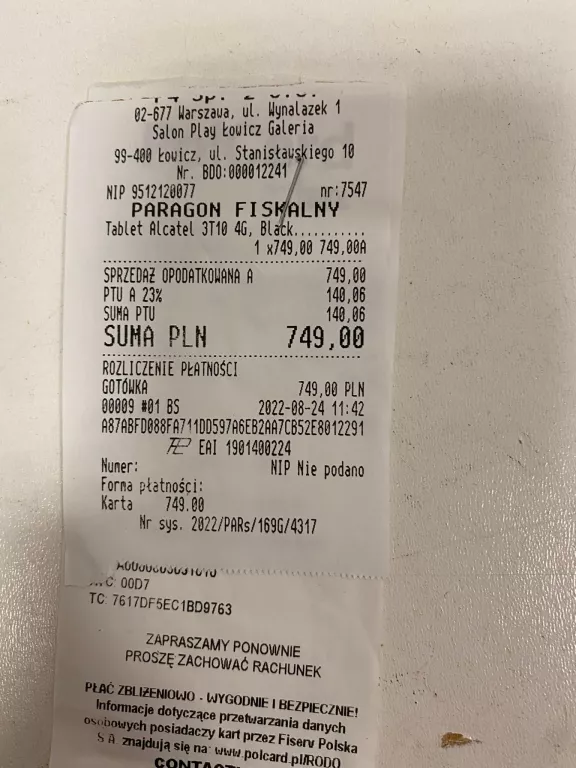 02-677 Warszawa, ul. Wynalazek 1
Salon Play Łowicz Galeria
99-400 Łowicz, ul. Stanisławskiego 10
Nr. BDO:000012241
NIP 9512120077 nr:7547
PARAGON FISKALNY
Tablet Alcatel 3T10 4G, Black...........
1 x749,00 749,00A
SPRZEDAŻ OPODATKOWANA A 749,00
PTU A 23% 140,06
SUMA PTU 140,06
SUMA PLN 749,00
ROZLICZENIE PŁATNOŚCI
GOTÓWKA 749,00 PLN
00009 #01 BS 2022-08-24 11:42
A87ABFD088FA711DD597A6EB2AA7CB52E8012291
EAI 1901400224
Numer: NIP Nie podano
Forma płatności:
Karta 749.00
Nr sys. 2022/PARs/169G/4317
00D7
TC: 7617DF5EC1BD9763
ZAPRASZAMY PONOWNIE
PROSZĘ ZACHOWAĆ RACHUNEK
PŁAĆ ZBLIŻENIOWO - WYGODNIE I BEZPIECZNIE!
Informacje dotyczące przetwarzania danych
osobowych posiadaczy kart przez Fiserv Polska
S.A. znajdują się na: www.polcard.pl/RODO